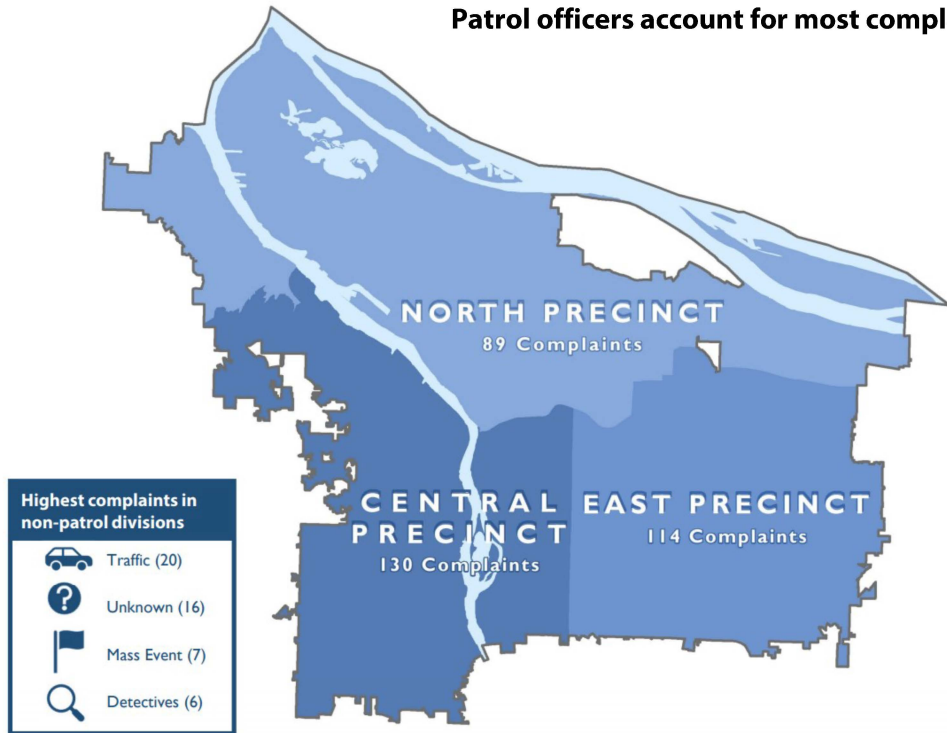 Patrol officers account for most compl
NORTH PRECINCT
89 Complaints
CENTRAL
PRECINCT
130 Complaints
EAST PRECINCT
114 Complaints
Highest complaints in
non-patrol divisions
Traffic (20)
? Unknown (16)
Mass Event (7)
Detectives (6)